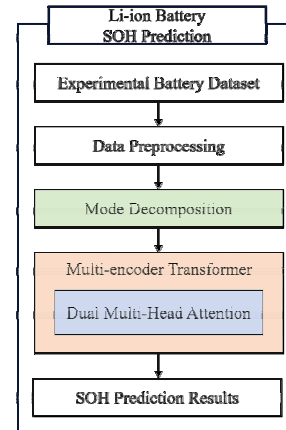 Li-ion Battery
SOH Prediction
Experimental Battery Dataset
Data Preprocessing
Mode Decomposition
Multi-encoder Transformer
Dual Multi-Head Attention
SOH Prediction Results